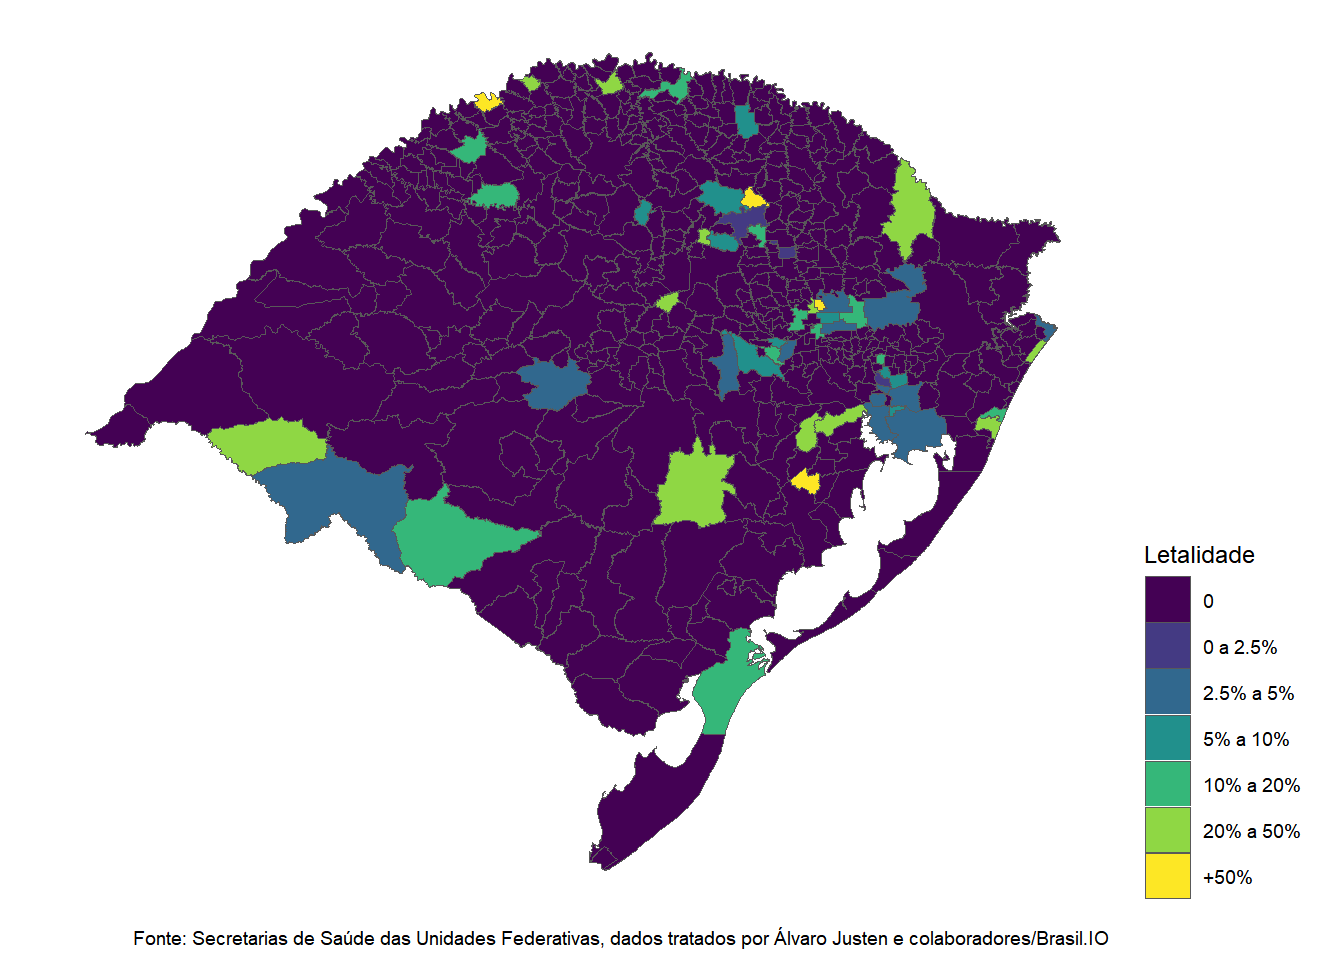 Letalidade
0
0 a 2.5%
2.5% a 5%
5% a 10%
10% a 20%
20% a 50%
+50%
Fonte: Secretarias de Saúde das Unidades Federativas, dados tratados por Álvaro Justen e colaboradores/Brasil.IO